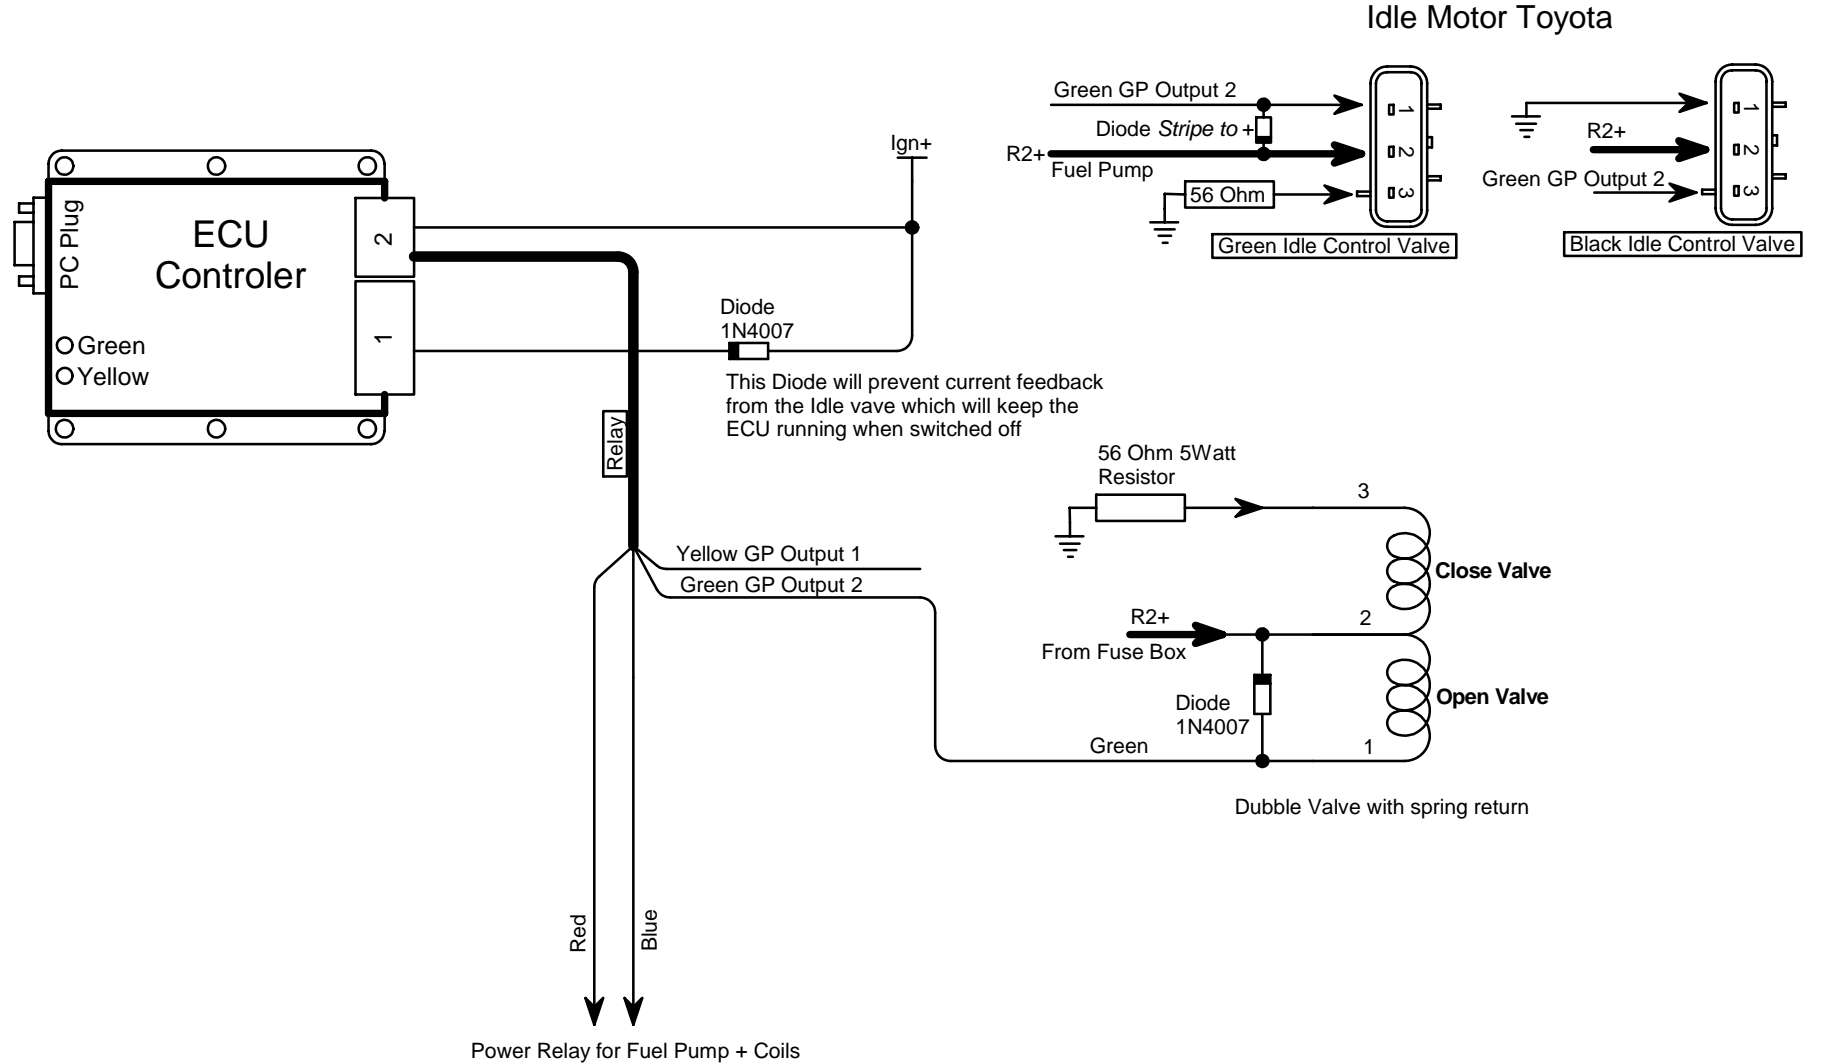 Idle Motor Toyota
Green GP Output 2
Diode Stripe to +
R2+
Fuel Pump
56 Ohm
1
2
3
Green Idle Control Valve
R2+
Green GP Output 2
1
2
3
Black Idle Control Valve
Ign+
PC Plug
ECU
Controler
2
1
Green
Yellow
Diode
1N4007
This Diode will prevent current feedback
from the Idle vave which will keep the
ECU running when switched off
Relay
Yellow GP Output 1
Green GP Output 2
56 Ohm 5Watt
Resistor
3
Close Valve
R2+
2
From Fuse Box
Diode
1N4007
Open Valve
Green
1
Dubble Valve with spring return
Red
Blue
Power Relay for Fuel Pump + Coils